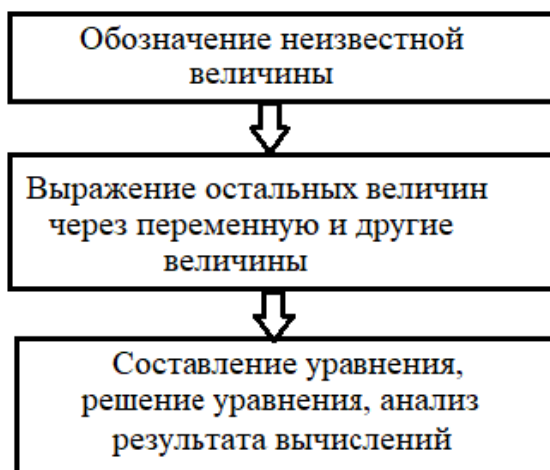 Обозначение неизвестной
величины
Выражение остальных величин
через переменную и другие
величины
Составление уравнения,
решение уравнения, анализ
результата вычислений